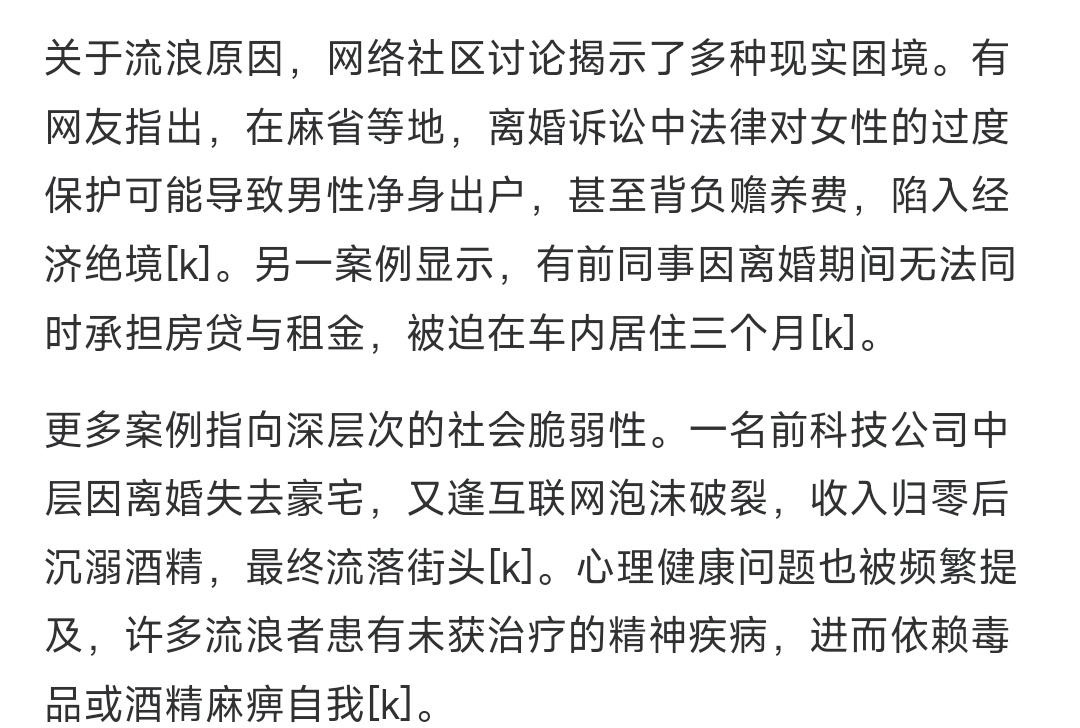 关于流浪原因，网络社区讨论揭示了多种现实困境。有
网友指出，在麻省等地，离婚诉讼中法律对女性的过度
保护可能导致男性净身出户，甚至背负赡养费，陷入经
济绝境[k]。另一案例显示，有前同事因离婚期间无法同
时承担房贷与租金，被迫在车内居住三个月[k]。
更多案例指向深层次的社会脆弱性。一名前科技公司中
层因离婚失去豪宅，又逢互联网泡沫破裂，收入归零后
沉溺酒精，最终流落街头[k]。心理健康问题也被频繁提
及，许多流浪者患有未获治疗的精神疾病，进而依赖毒
品或酒精麻痹自我[k]。